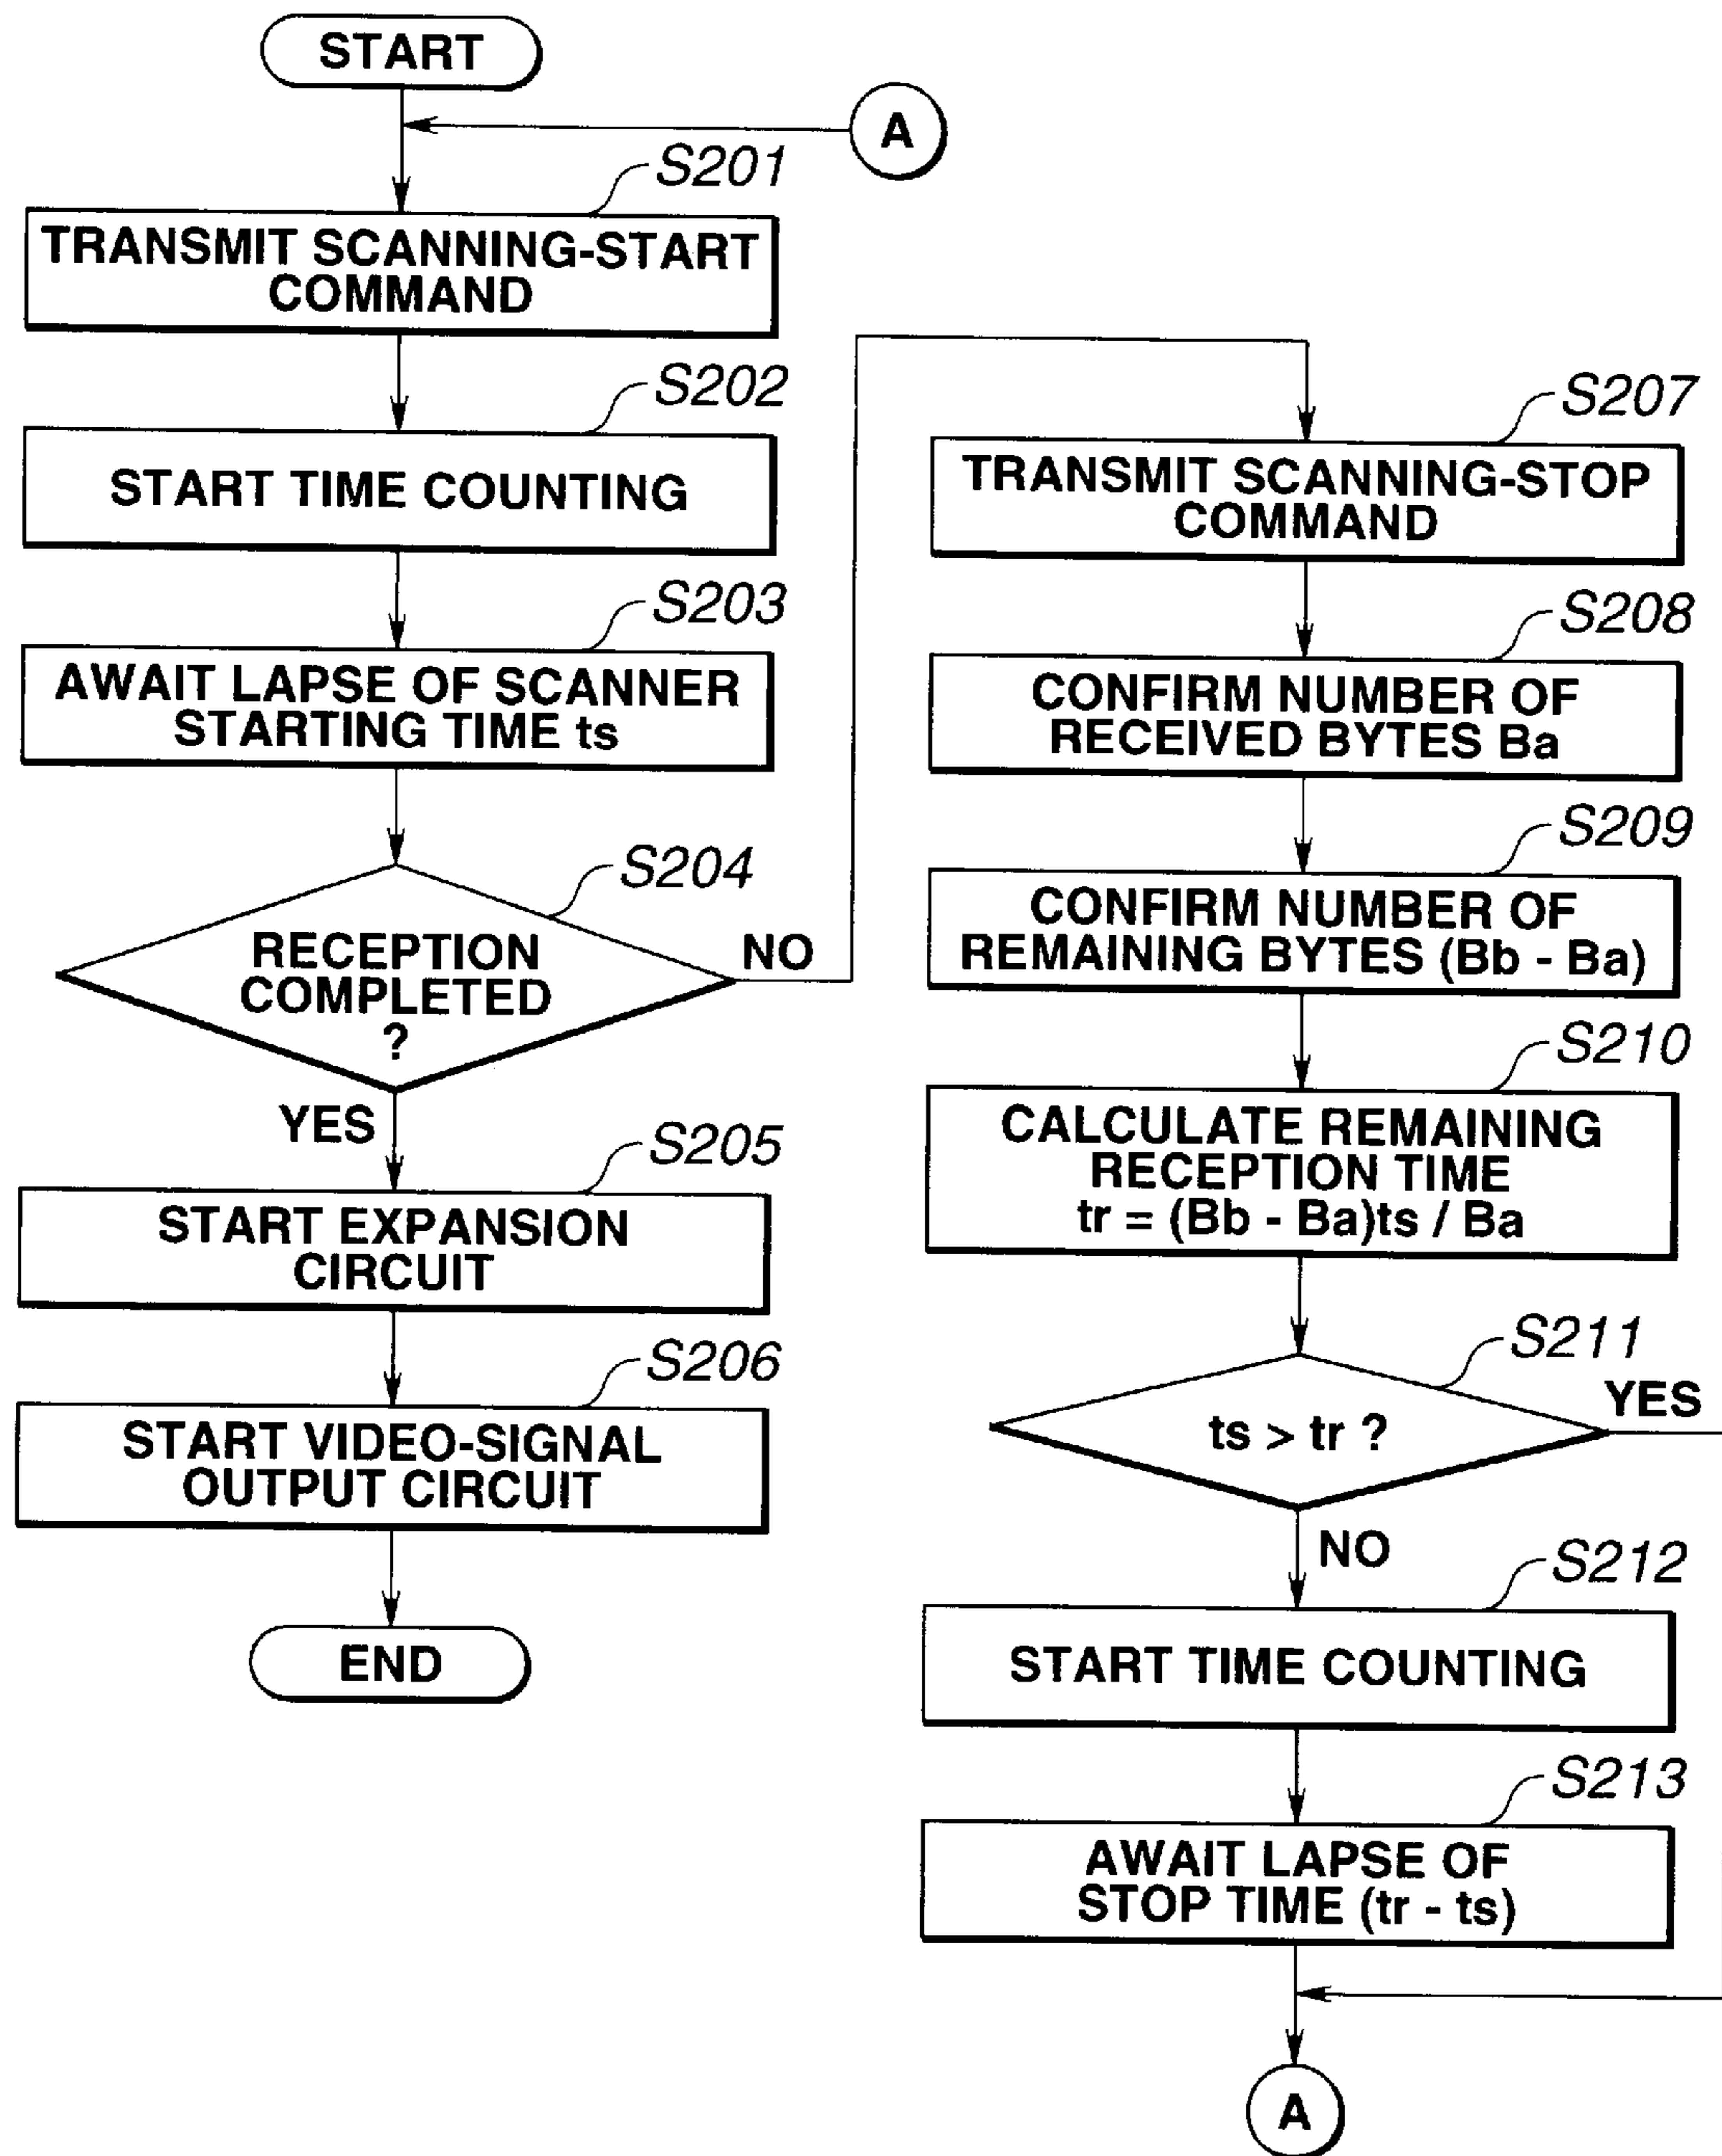 START
A
S201
TRANSMIT SCANNING-START
COMMAND
S202
START TIME COUNTING
S203
AWAIT LAPSE OF SCANNER
STARTING TIME ts
S204
RECEPTION
COMPLETED
?
NO
YES
S205
START EXPANSION
CIRCUIT
S206
START VIDEO-SIGNAL
OUTPUT CIRCUIT
END
S207
TRANSMIT SCANNING-STOP
COMMAND
S208
CONFIRM NUMBER OF
RECEIVED BYTES Ba
S209
CONFIRM NUMBER OF
REMAINING BYTES (Bb - Ba)
S210
CALCULATE REMAINING
RECEPTION TIME
tr = (Bb - Ba)ts / Ba
S211
ts > tr ?
YES
NO
S212
START TIME COUNTING
S213
AWAIT LAPSE OF
STOP TIME (tr - ts)
A